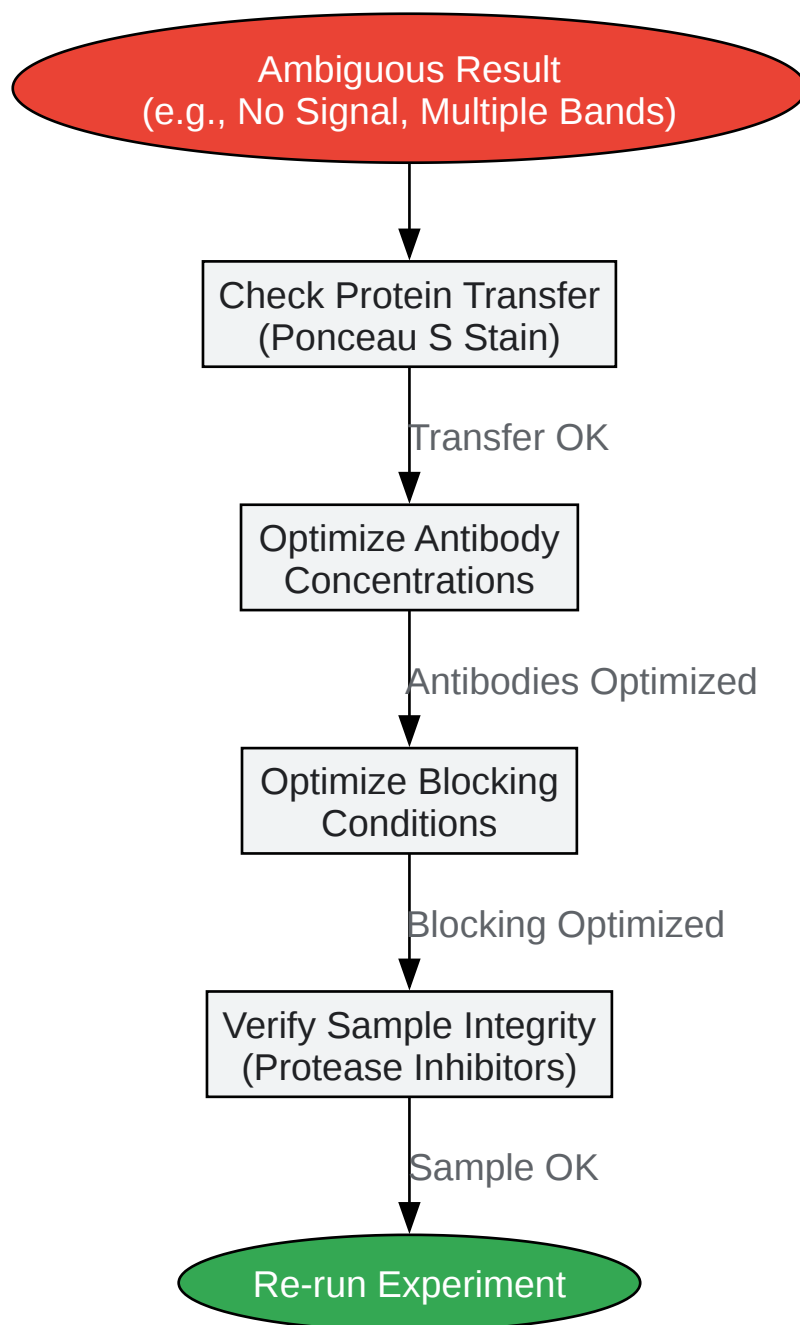 Ambiguous Result
(e.g., No Signal, Multiple Bands)
Check Protein Transfer
(Ponceau S Stain)
Transfer OK
Optimize Antibody
Concentrations
Antibodies Optimized
Optimize Blocking
Conditions
Blocking Optimized
Verify Sample Integrity
(Protease Inhibitors)
Sample OK
Re-run Experiment